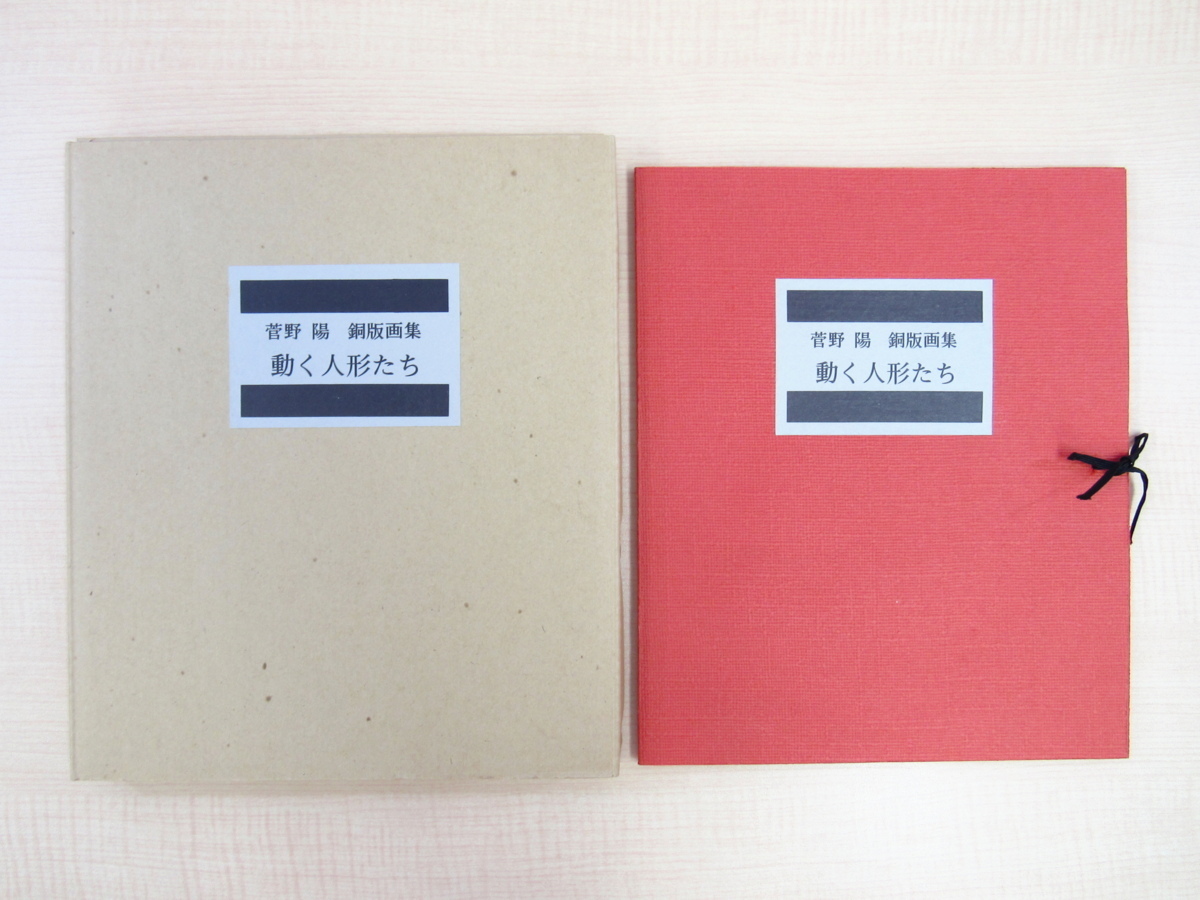 菅野 陽 銅版画集
動く人形たち
菅野 陽 銅版画集
動く人形たち